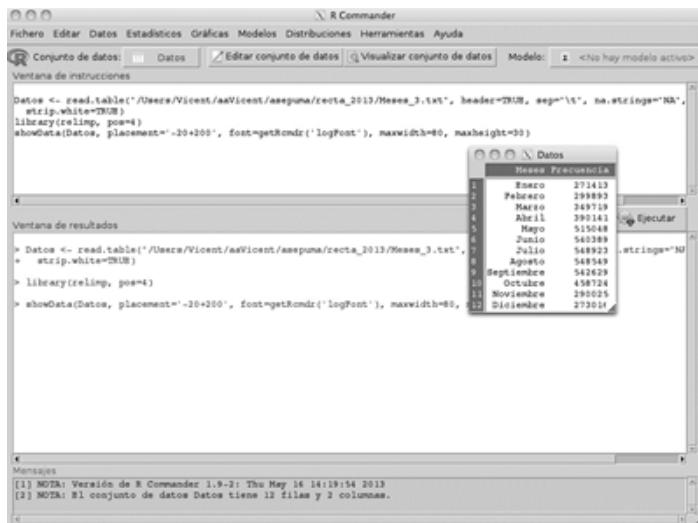 R Commander
Fichero Editar Datos Estadísticos Gráficas Modelos Distribuciones Herramientas Ayuda
R Conjunto de datos: Datos Editar conjunto de datos Visualizar conjunto de datos Modelo: Σ <No hay modelo activo>
Ventana de instrucciones
Datos <- read.table("/Users/Vicent/aaVicent/asepuma/recta_2013/Meses_3.txt", header=TRUE, sep="\t", na.strings="NA",
strip.white=TRUE)
library(relimp, pos=4)
showData(Datos, placement='-20+200', font=getRcmdr('logFont'), maxwidth=80, maxheight=30)
Datos
Meses Frecuencia
1 Enero 271413
2 Febrero 299893
3 Marzo 349719
4 Abril 390141
5 Mayo 515048
6 Junio 540389
7 Julio 548923
8 Agosto 548549
9 Septiembre 542629
10 Octubre 458724
11 Noviembre 290025
12 Diciembre
Ejecutar
Ventana de resultados
> Datos <- read.table("/Users/Vicent/aaVicent/asepuma/recta_2013/Meses_3.txt", na.strings="NA
+ strip.white=TRUE)
> library(relimp, pos=4)
> showData(Datos, placement='-20+200', font=getRcmdr('logFont'), maxwidth=80,
Mensajes
[1] NOTA: Versión de R Commander 1.9-2: Thu May 16 14:19:54 2013
[2] NOTA: El conjunto de datos Datos tiene 12 filas y 2 columnas.